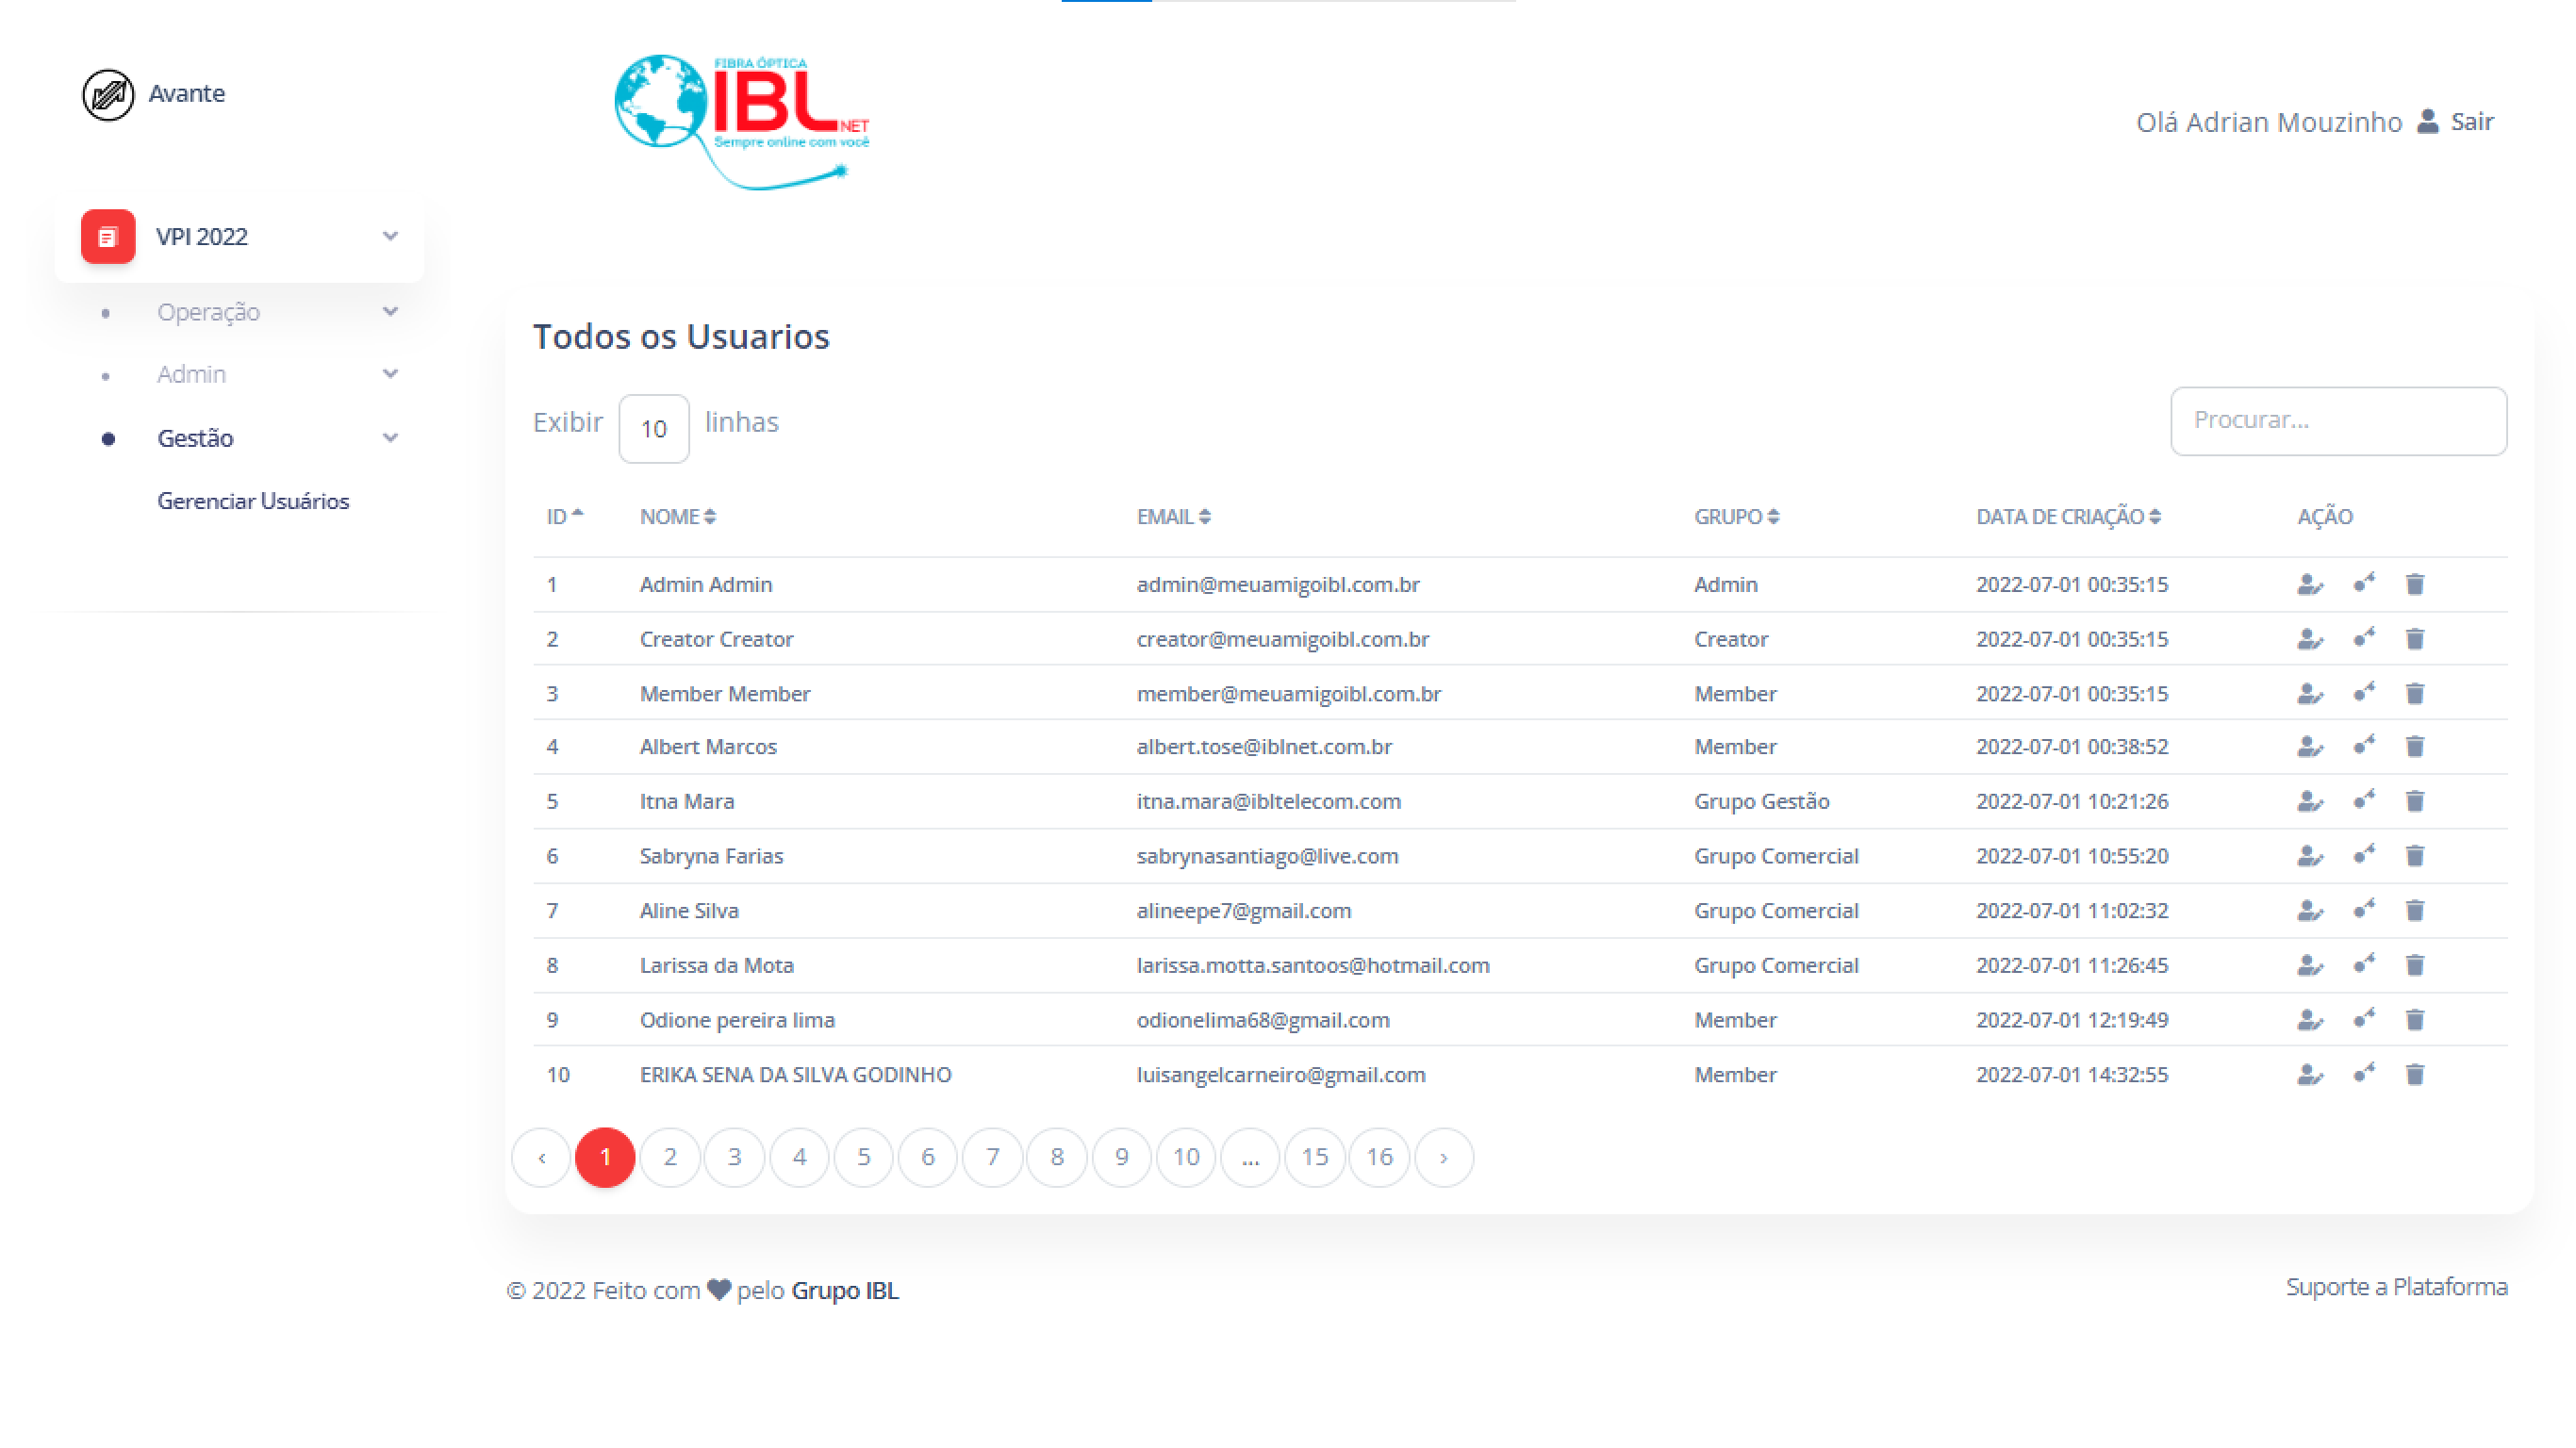 Avante
FIBRA ÓPTICA
IBL NET
Sempre online com você
Olá Adrian Mouzinho Sair
VPI 2022
Operação
Admin
Gestão
Gerenciar Usuários
Todos os Usuarios
Exibir 10 linhas
Procurar...
ID NOME EMAIL GRUPO DATA DE CRIAÇÃO AÇÃO
1 Admin Admin admin@meuamigoibl.com.br Admin 2022-07-01 00:35:15
2 Creator Creator creator@meuamigoibl.com.br Creator 2022-07-01 00:35:15
3 Member Member member@meuamigoibl.com.br Member 2022-07-01 00:35:15
4 Albert Marcos albert.tose@iblnet.com.br Member 2022-07-01 00:38:52
5 Itna Mara itna.mara@ibltelecom.com Grupo Gestão 2022-07-01 10:21:26
6 Sabryna Farias sabrynasantiago@live.com Grupo Comercial 2022-07-01 10:55:20
7 Aline Silva alineepe7@gmail.com Grupo Comercial 2022-07-01 11:02:32
8 Larissa da Mota larissa.motta.santoos@hotmail.com Grupo Comercial 2022-07-01 11:26:45
9 Odione pereira lima odionelima68@gmail.com Member 2022-07-01 12:19:49
10 ERIKA SENA DA SILVA GODINHO luisangelcarneiro@gmail.com Member 2022-07-01 14:32:55
‹ 1 2 3 4 5 6 7 8 9 10 ... 15 16 ›
© 2022 Feito com pelo Grupo IBL
Suporte a Plataforma